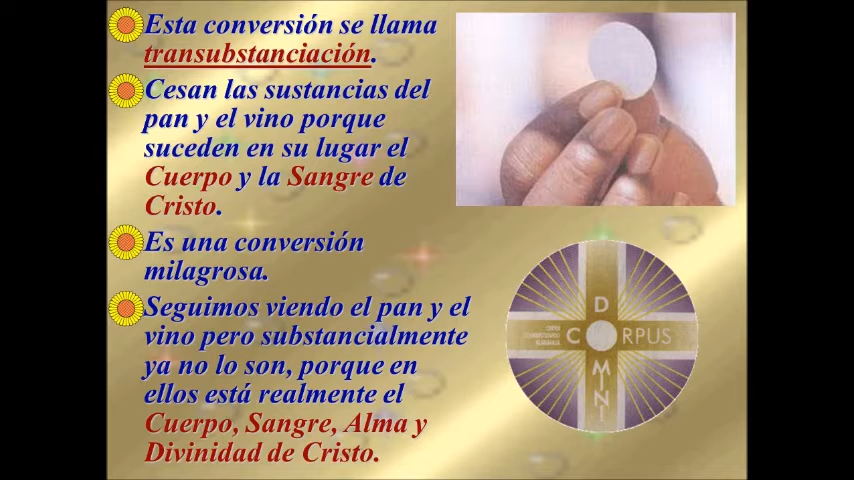 Esta conversión se llama
transubstanciación.
Cesan las sustancias del
pan y el vino porque
suceden en su lugar el
Cuerpo y la Sangre de
Cristo.
Es una conversión
milagrosa.
Seguimos viendo el pan y el
vino pero substancialmente
ya no lo son, porque en
ellos está realmente el
Cuerpo, Sangre, Alma y
Divinidad de Cristo.
CORPUS
DOMINI